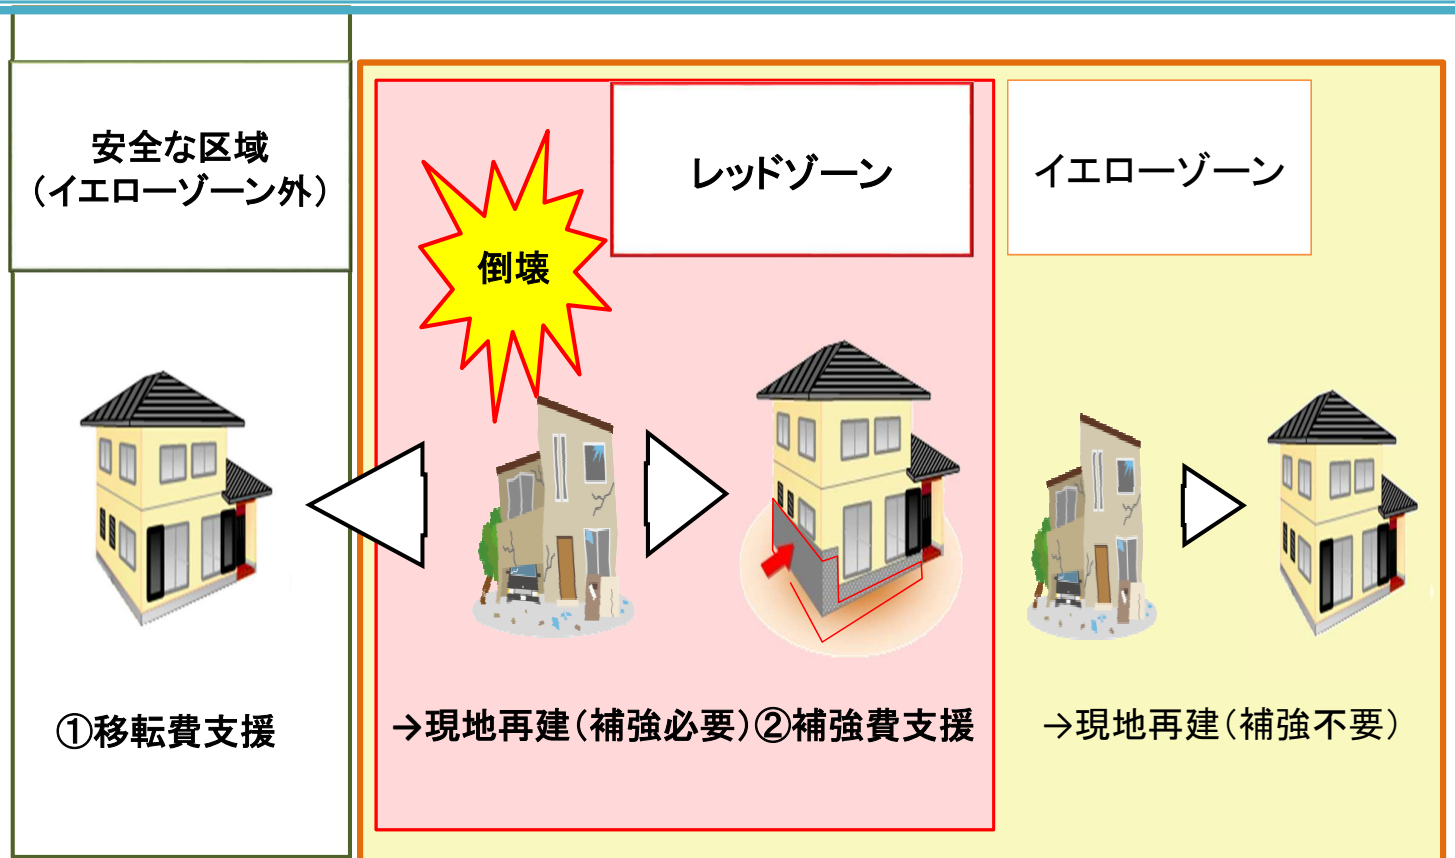 安全な区域
（イエローゾーン外）
レッドゾーン
イエローゾーン
倒壊
①移転費支援
→現地再建（補強必要）②補強費支援
→現地再建（補強不要）